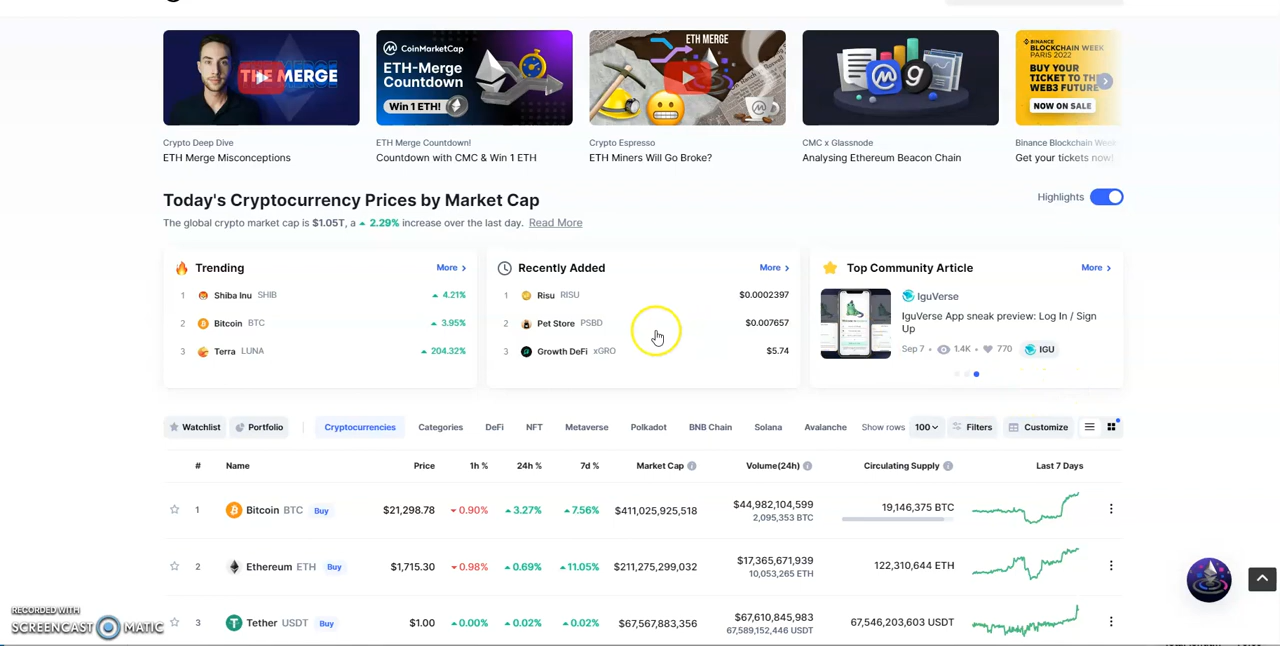 THE MERGE
CoinMarketCap
ETH-Merge
Countdown
Win 1 ETH!
ETH MERGE
BINANCE
BLOCKCHAIN WEEK
PARIS 2022
BUY YOUR
TICKET TO TH
WEB3 FUTURE
NOW ON SALE
Crypto Deep Dive
ETH Merge Misconceptions
ETH Merge Countdown!
Countdown with CMC & Win 1 ETH
Crypto Espresso
ETH Miners Will Go Broke?
CMC x Glassnode
Analysing Ethereum Beacon Chain
Binance Blockchain Week
Get your tickets now!
Today's Cryptocurrency Prices by Market Cap
Highlights
The global crypto market cap is $1.05T, a 2.29% increase over the last day. Read More
Trending More
1 Shiba Inu SHIB 4.21%
2 Bitcoin BTC 3.95%
3 Terra LUNA 204.32%
Recently Added More
1 Risu RISU $0.0002397
2 Pet Store PSBD $0.007657
3 Growth DeFi xGRO $5.74
Top Community Article More
IguVerse
IguVerse App sneak preview: Log In / Sign
Up
Sep 7 • 1.4K • 770 IGU
Watchlist Portfolio Cryptocurrencies Categories DeFi NFT Metaverse Polkadot BNB Chain Solana Avalanche Show rows 100 Filters Customize
# Name Price 1h % 24h % 7d % Market Cap Volume(24h) Circulating Supply Last 7 Days
1 Bitcoin BTC Buy $21,298.78 0.90% 3.27% 7.56% $411,025,925,518 $44,982,104,599 19,146,375 BTC
2,095,353 BTC
2 Ethereum ETH Buy $1,715.30 0.98% 0.69% 11.05% $211,275,299,032 $17,365,671,939 122,310,644 ETH
10,053,265 ETH
3 Tether USDT Buy $1.00 0.00% 0.02% 0.02% $67,567,883,356 $67,610,845,983 67,546,203,603 USDT
67,589,152,446 USDT
RECORDED WITH
SCREENCAST MATIC